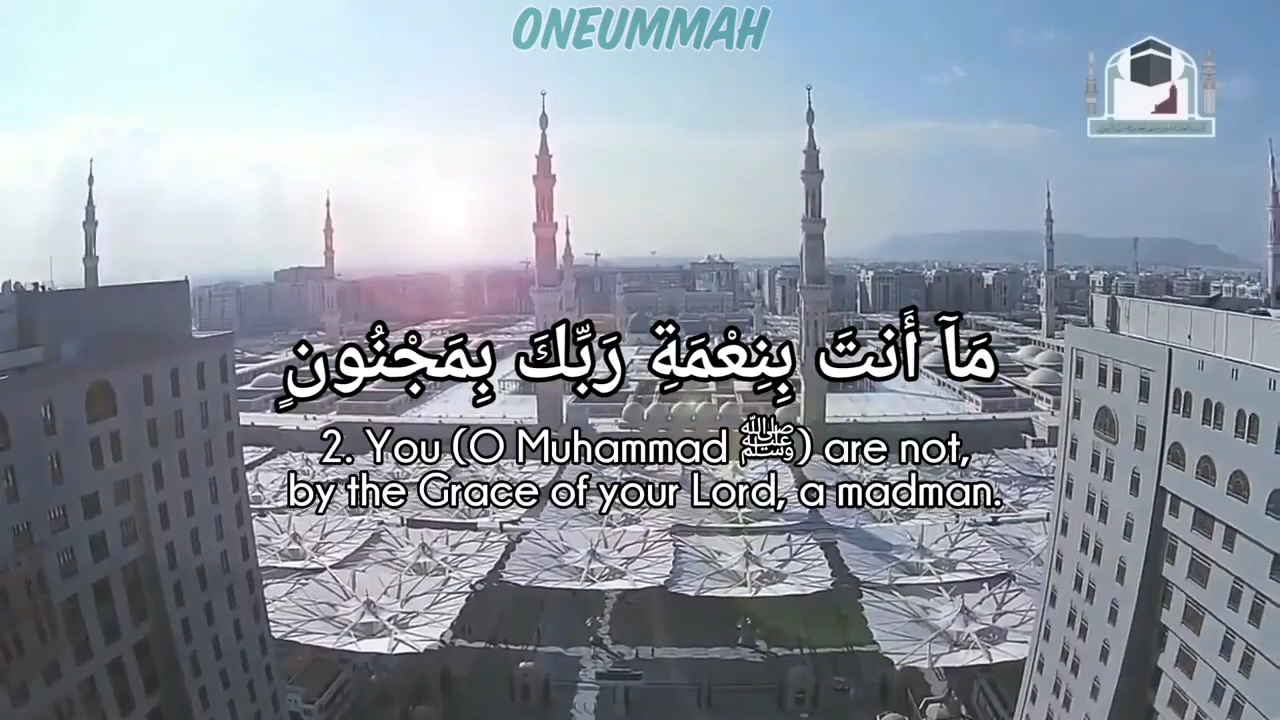 ONEUMMAH
مَآ أَنتَ بِنِعْمَةِ رَبِّكَ بِمَجْنُونٍ
2. You (O Muhammad ﷺ) are not,
by the Grace of your Lord, a madman.